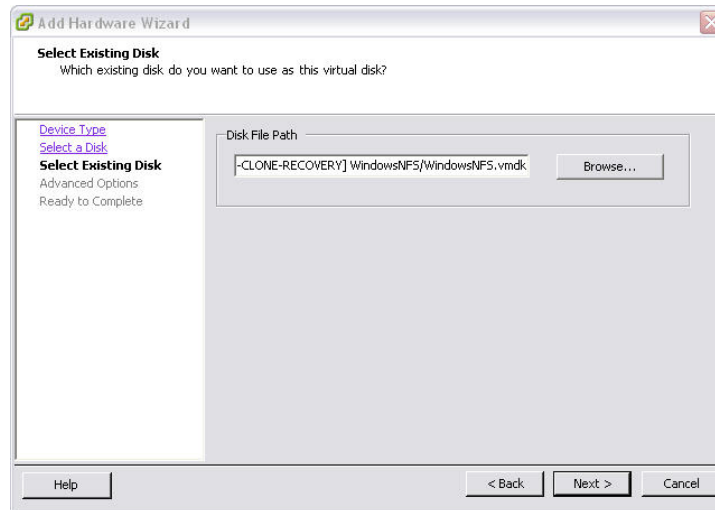 Add Hardware Wizard
Select Existing Disk
Which existing disk do you want to use as this virtual disk?
Device Type
Select a Disk
Select Existing Disk
Advanced Options
Ready to Complete
Disk File Path
-CLONE-RECOVERY] WindowsNFS/WindowsNFS.vmdk
Browse...
Help
< Back
Next >
Cancel